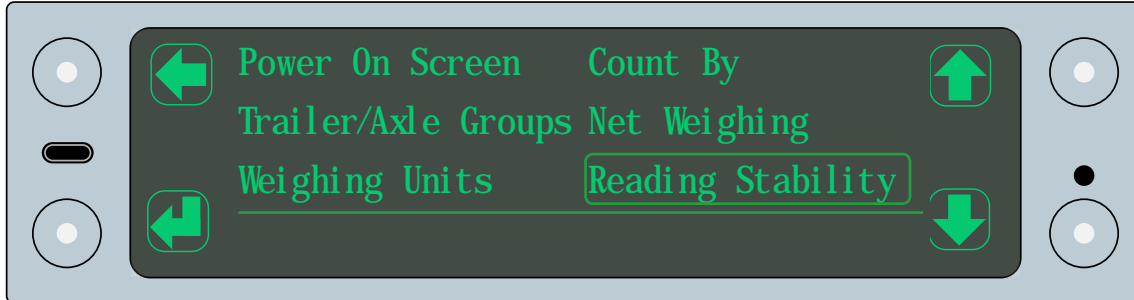 Power On Screen Count By
Trailer/Axle Groups Net Weighing
Weighing Units Reading Stability